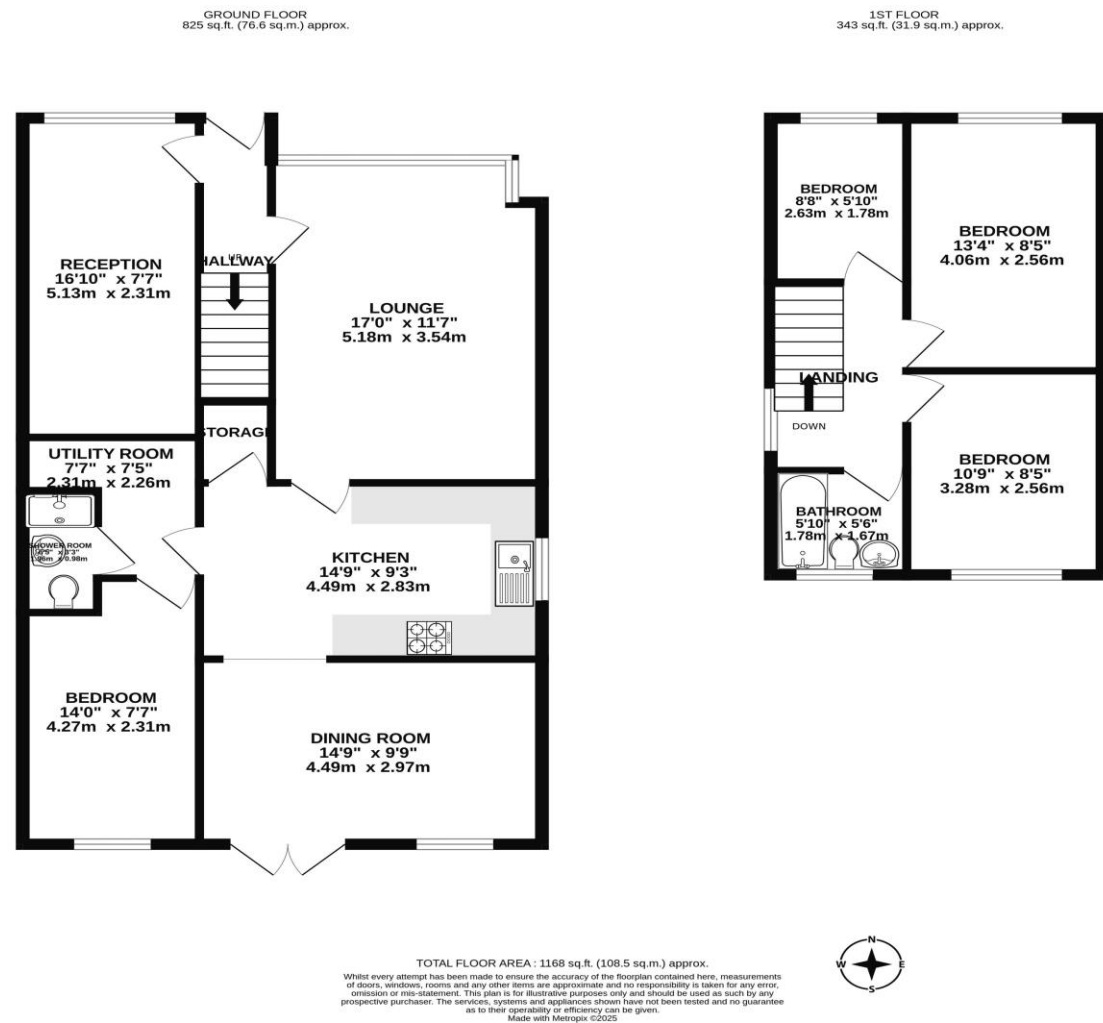 GROUND FLOOR
825 sq.ft. (76.6 sq.m.) approx.
RECEPTION
16'10" x 7'7"
5.13m x 2.31m
UP
HALLWAY
LOUNGE
17'0" x 11'7"
5.18m x 3.54m
STORAGE
UTILITY ROOM
7'7" x 7'5"
2.31m x 2.26m
SHOWER ROOM
x 3'3"
x 0.98m
KITCHEN
14'9" x 9'3"
4.49m x 2.83m
BEDROOM
14'0" x 7'7"
4.27m x 2.31m
DINING ROOM
14'9" x 9'9"
4.49m x 2.97m
1ST FLOOR
343 sq.ft. (31.9 sq.m.) approx.
BEDROOM
8'8" x 5'10"
2.63m x 1.78m
BEDROOM
13'4" x 8'5"
4.06m x 2.56m
LANDING
DOWN
BEDROOM
10'9" x 8'5"
3.28m x 2.56m
BATHROOM
5'10" x 5'6"
1.78m x 1.67m
TOTAL FLOOR AREA : 1168 sq.ft. (108.5 sq.m.) approx.
Whilst every attempt has been made to ensure the accuracy of the floorplan contained here, measurements
of doors, windows, rooms and any other items are approximate and no responsibility is taken for any error,
omission or mis-statement. This plan is for illustrative purposes only and should be used as such by any
prospective purchaser. The services, systems and appliances shown have not been tested and no guarantee
as to their operability or efficiency can be given.
Made with Metropix ©2025
N
W E
S